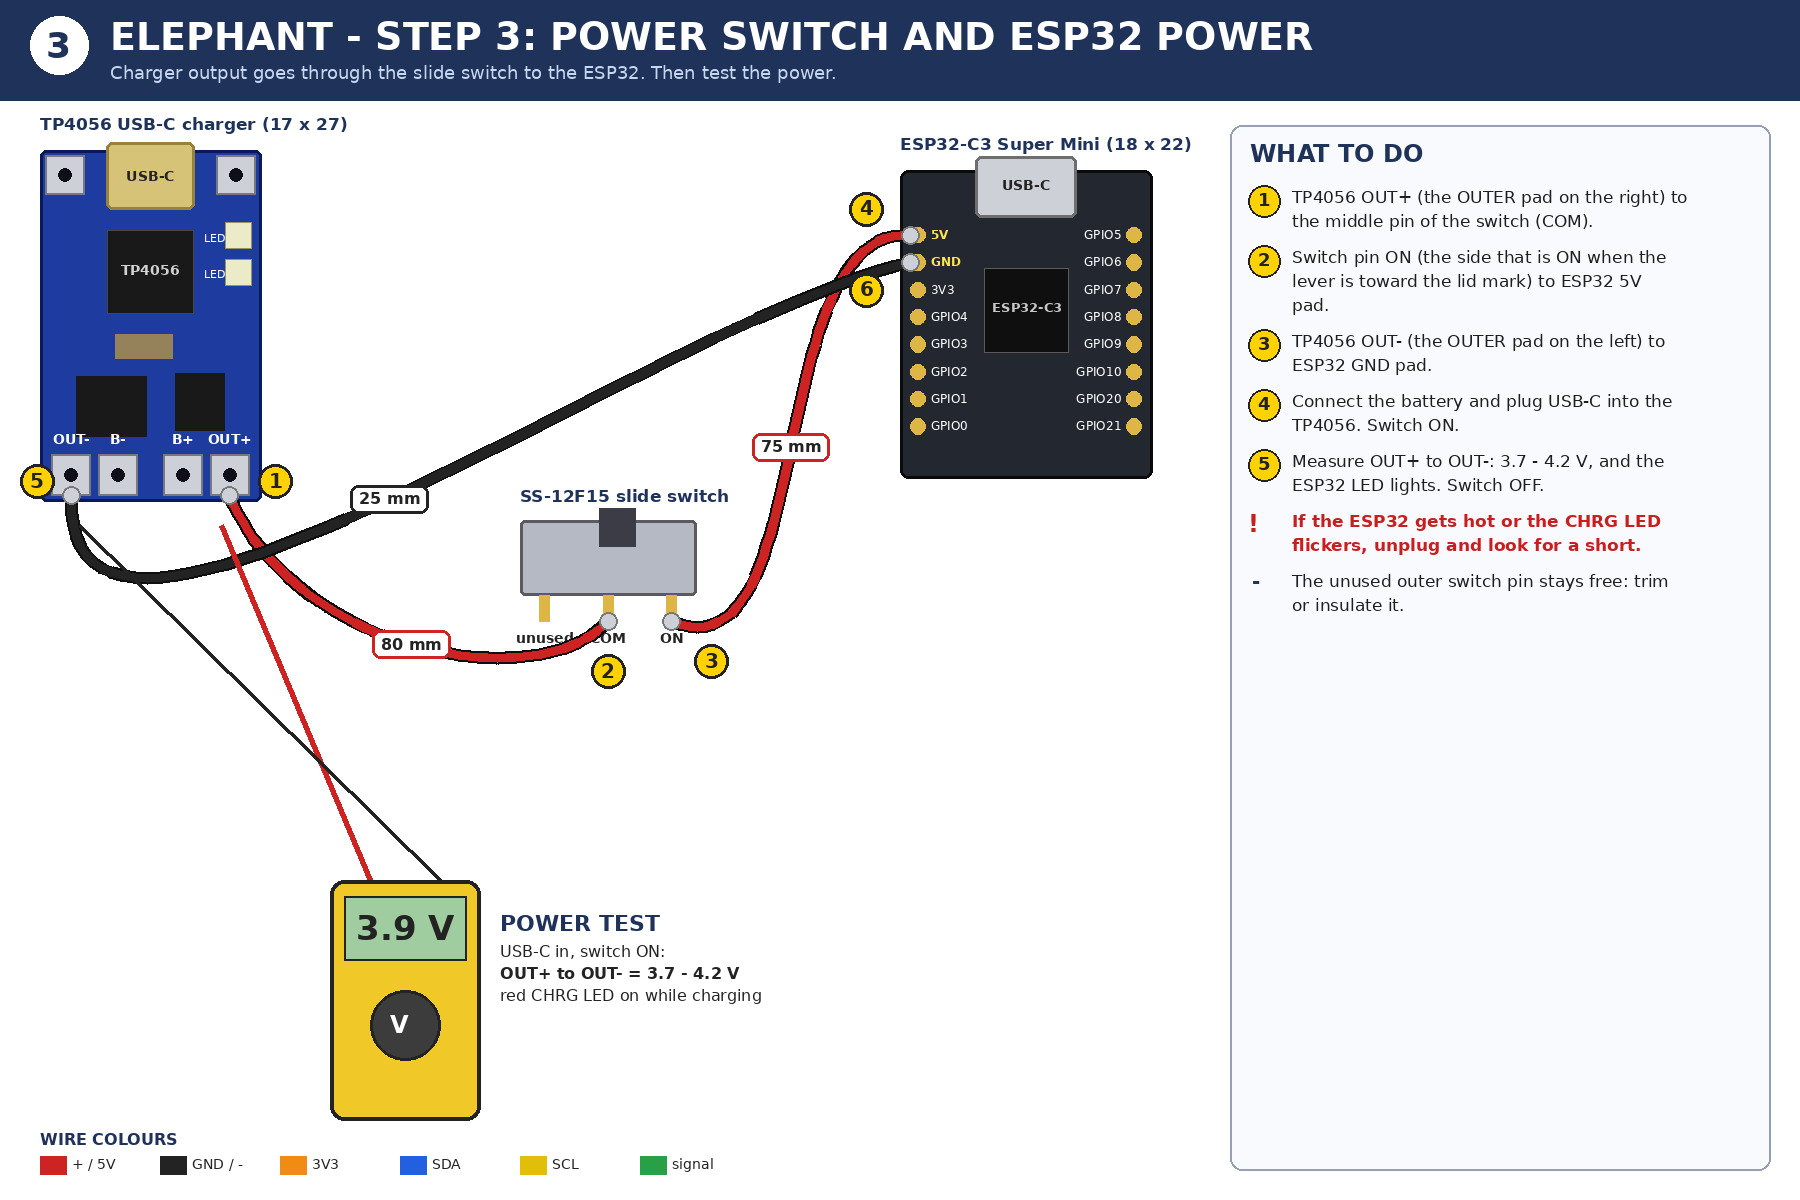 3
ELEPHANT - STEP 3: POWER SWITCH AND ESP32 POWER
Charger output goes through the slide switch to the ESP32. Then test the power.
TP4056 USB-C charger (17 x 27)
USB-C
LED
TP4056
LED
OUT- B- B+ OUT+
5
1
25 mm
80 mm
SS-12F15 slide switch
unused COM ON
2
3
75 mm
ESP32-C3 Super Mini (18 x 22)
USB-C
4
6
5V GPIO5
GND GPIO6
3V3 GPIO7
GPIO4 GPIO8
ESP32-C3
GPIO3 GPIO9
GPIO2 GPIO10
GPIO1 GPIO20
GPIO0 GPIO21
3.9 V
V
POWER TEST
USB-C in, switch ON:
OUT+ to OUT- = 3.7 - 4.2 V
red CHRG LED on while charging
WIRE COLOURS
+ / 5V GND / - 3V3 SDA SCL signal
WHAT TO DO
1 TP4056 OUT+ (the OUTER pad on the right) to
the middle pin of the switch (COM).
2 Switch pin ON (the side that is ON when the
lever is toward the lid mark) to ESP32 5V
pad.
3 TP4056 OUT- (the OUTER pad on the left) to
ESP32 GND pad.
4 Connect the battery and plug USB-C into the
TP4056. Switch ON.
5 Measure OUT+ to OUT-: 3.7 - 4.2 V, and the
ESP32 LED lights. Switch OFF.
! If the ESP32 gets hot or the CHRG LED
flickers, unplug and look for a short.
- The unused outer switch pin stays free: trim
or insulate it.